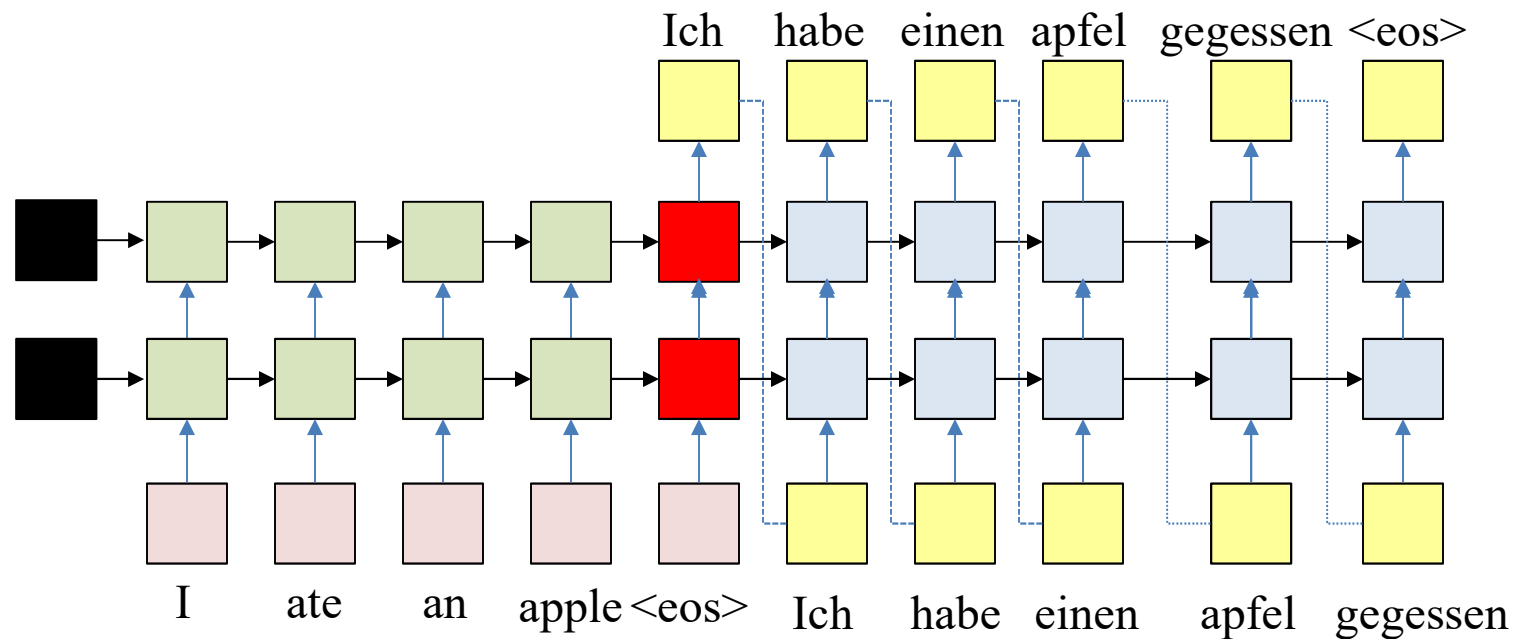 Ich habe einen apfel gegessen <eos>
I ate an apple <eos> Ich habe einen apfel gegessen